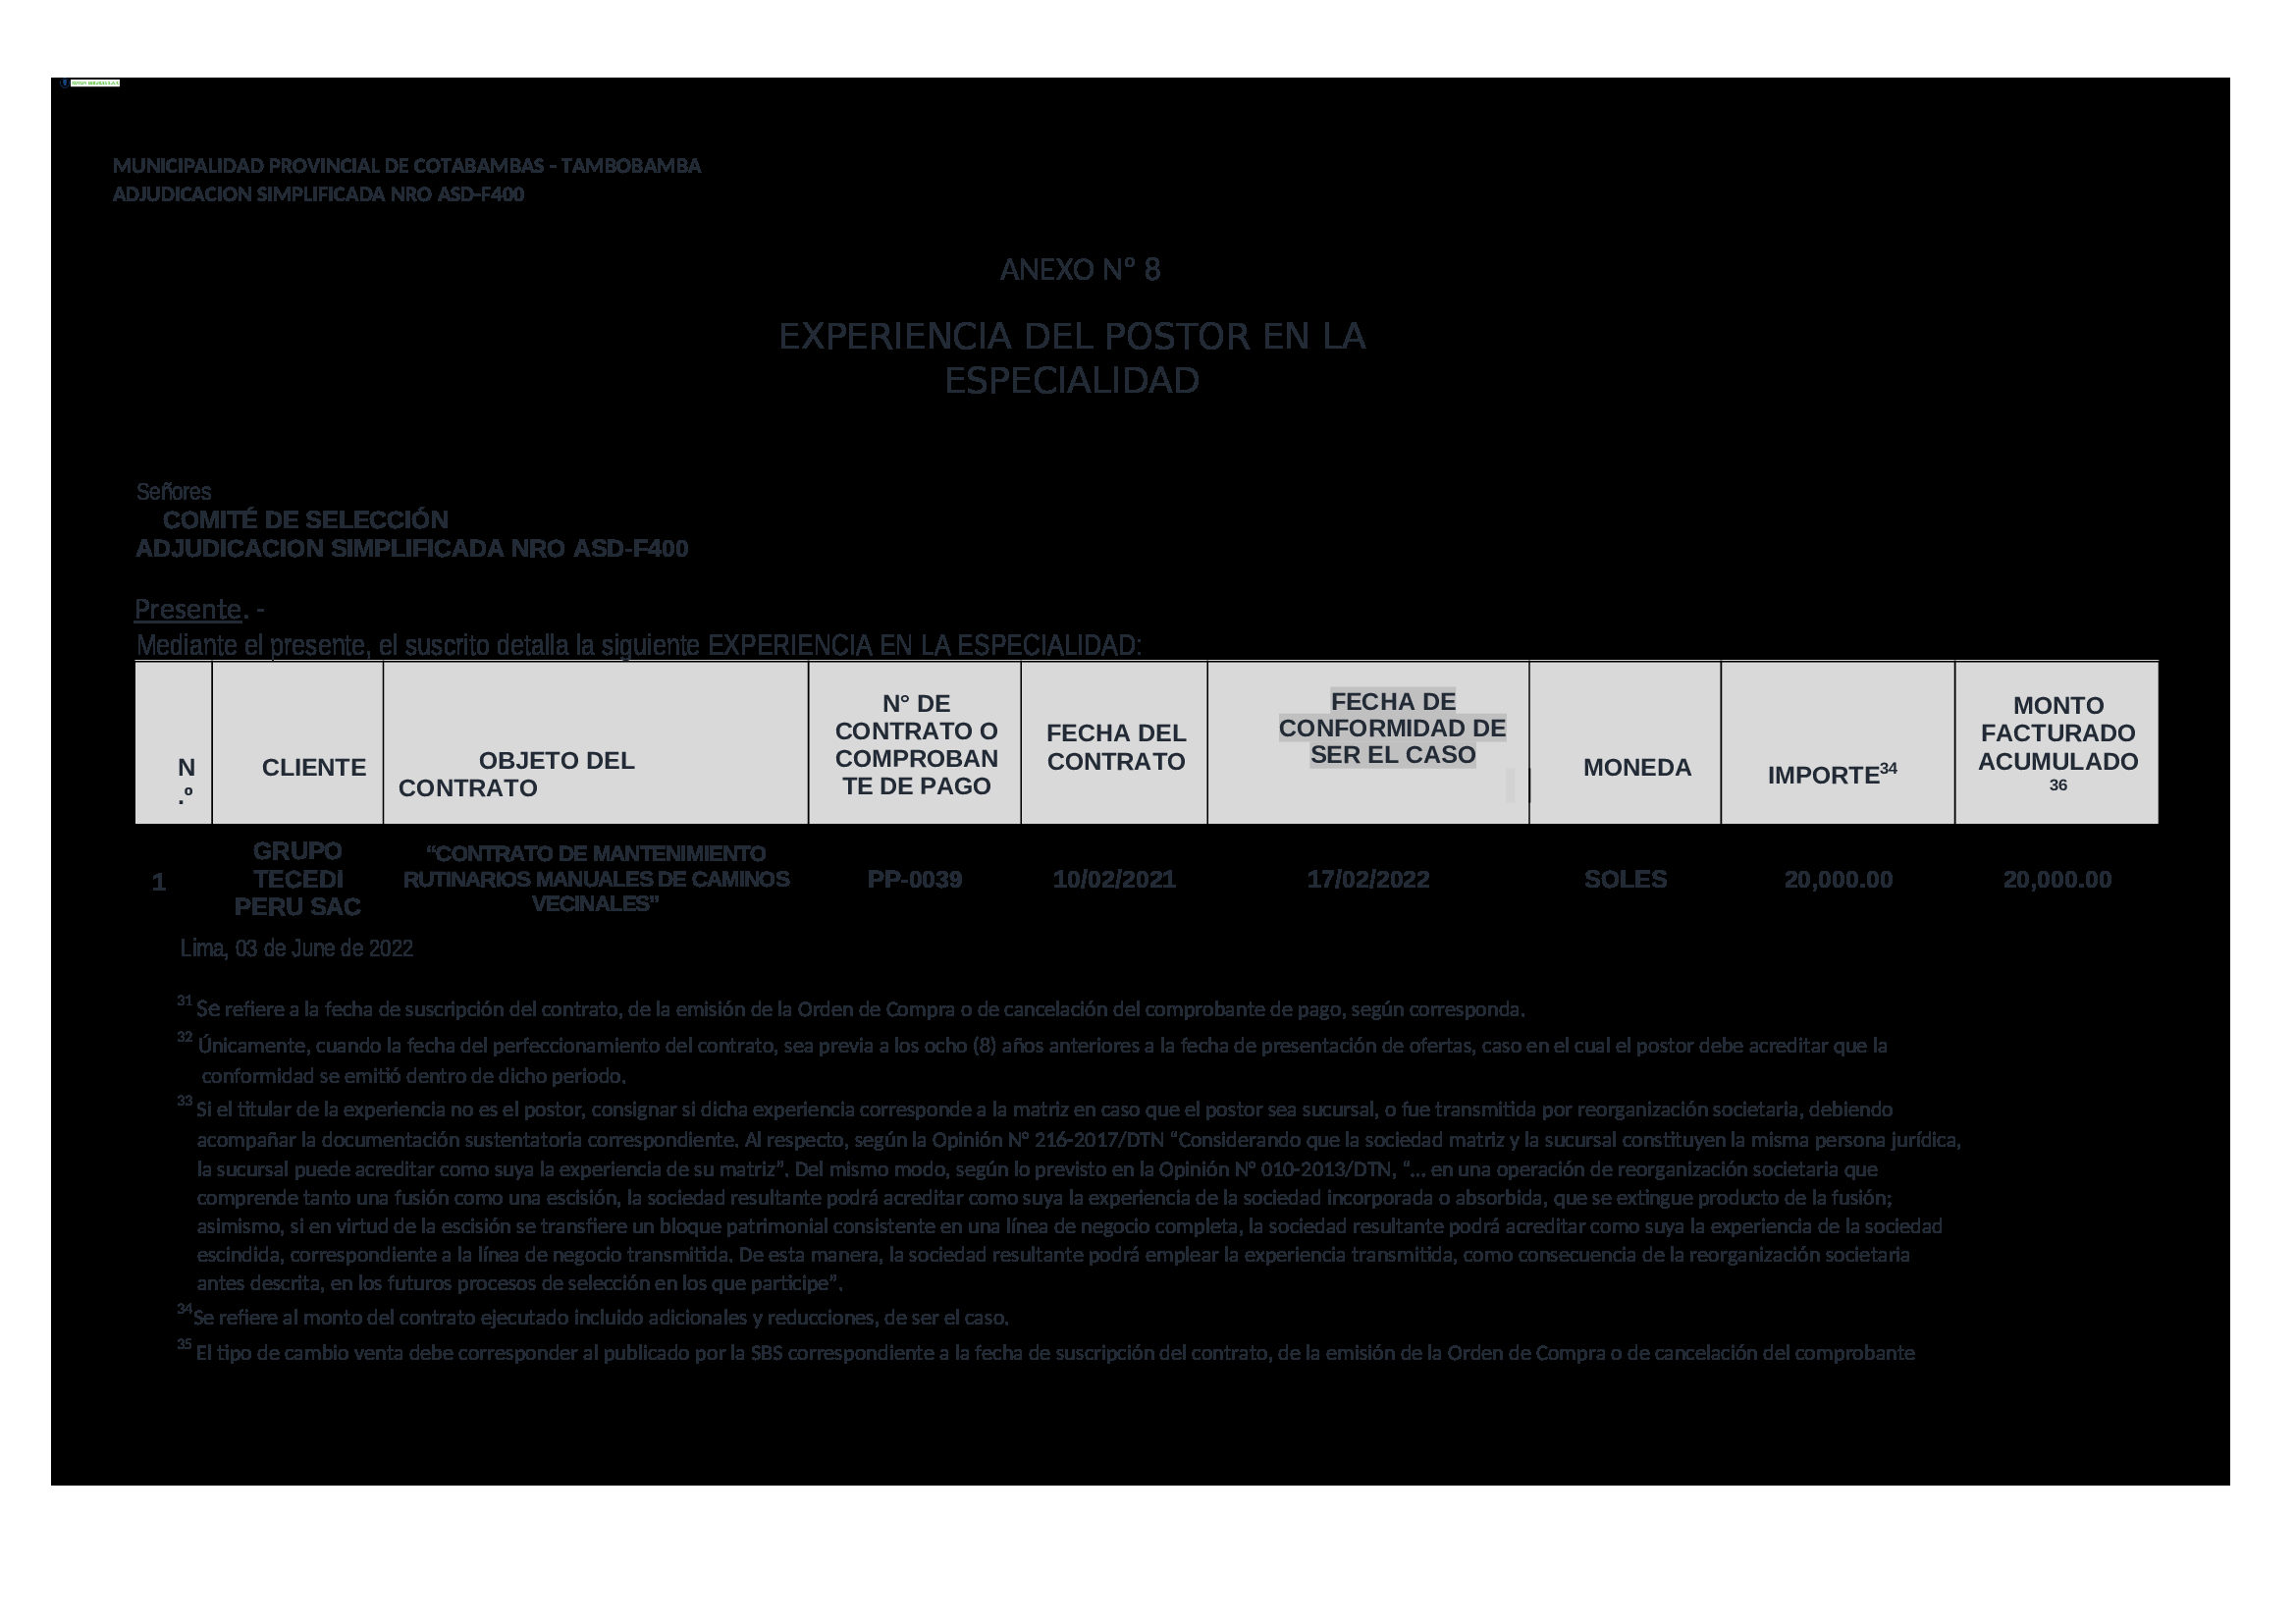 MUNICIPALIDAD PROVINCIAL DE COTABAMBAS - TAMBOBAMBA
ADJUDICACION SIMPLIFICADA NRO ASD-F400
ANEXO Nº 8
EXPERIENCIA DEL POSTOR EN LA
ESPECIALIDAD
Señores
COMITÉ DE SELECCIÓN
ADJUDICACION SIMPLIFICADA NRO ASD-F400
Presente. -
Mediante el presente, el suscrito detalla la siguiente EXPERIENCIA EN LA ESPECIALIDAD:
N
.º
CLIENTE
OBJETO DEL
CONTRATO
N° DE
CONTRATO O
COMPROBAN
TE DE PAGO
FECHA DEL
CONTRATO
FECHA DE
CONFORMIDAD DE
SER EL CASO
MONEDA
IMPORTE34
MONTO
FACTURADO
ACUMULADO
36
1
GRUPO
TECEDI
PERU SAC
“CONTRATO DE MANTENIMIENTO
RUTINARIOS MANUALES DE CAMINOS
VECINALES”
PP-0039
10/02/2021
17/02/2022
SOLES
20,000.00
20,000.00
Lima, 03 de June de 2022
31 Se refiere a la fecha de suscripción del contrato, de la emisión de la Orden de Compra o de cancelación del comprobante de pago, según corresponda.
32 Únicamente, cuando la fecha del perfeccionamiento del contrato, sea previa a los ocho (8) años anteriores a la fecha de presentación de ofertas, caso en el cual el postor debe acreditar que la
conformidad se emitió dentro de dicho periodo.
33 Si el titular de la experiencia no es el postor, consignar si dicha experiencia corresponde a la matriz en caso que el postor sea sucursal, o fue transmitida por reorganización societaria, debiendo
acompañar la documentación sustentatoria correspondiente. Al respecto, según la Opinión N° 216-2017/DTN “Considerando que la sociedad matriz y la sucursal constituyen la misma persona jurídica,
la sucursal puede acreditar como suya la experiencia de su matriz”. Del mismo modo, según lo previsto en la Opinión N° 010-2013/DTN, “… en una operación de reorganización societaria que
comprende tanto una fusión como una escisión, la sociedad resultante podrá acreditar como suya la experiencia de la sociedad incorporada o absorbida, que se extingue producto de la fusión;
asimismo, si en virtud de la escisión se transfiere un bloque patrimonial consistente en una línea de negocio completa, la sociedad resultante podrá acreditar como suya la experiencia de la sociedad
escindida, correspondiente a la línea de negocio transmitida. De esta manera, la sociedad resultante podrá emplear la experiencia transmitida, como consecuencia de la reorganización societaria
antes descrita, en los futuros procesos de selección en los que participe”.
34Se refiere al monto del contrato ejecutado incluido adicionales y reducciones, de ser el caso.
35 El tipo de cambio venta debe corresponder al publicado por la SBS correspondiente a la fecha de suscripción del contrato, de la emisión de la Orden de Compra o de cancelación del comprobante